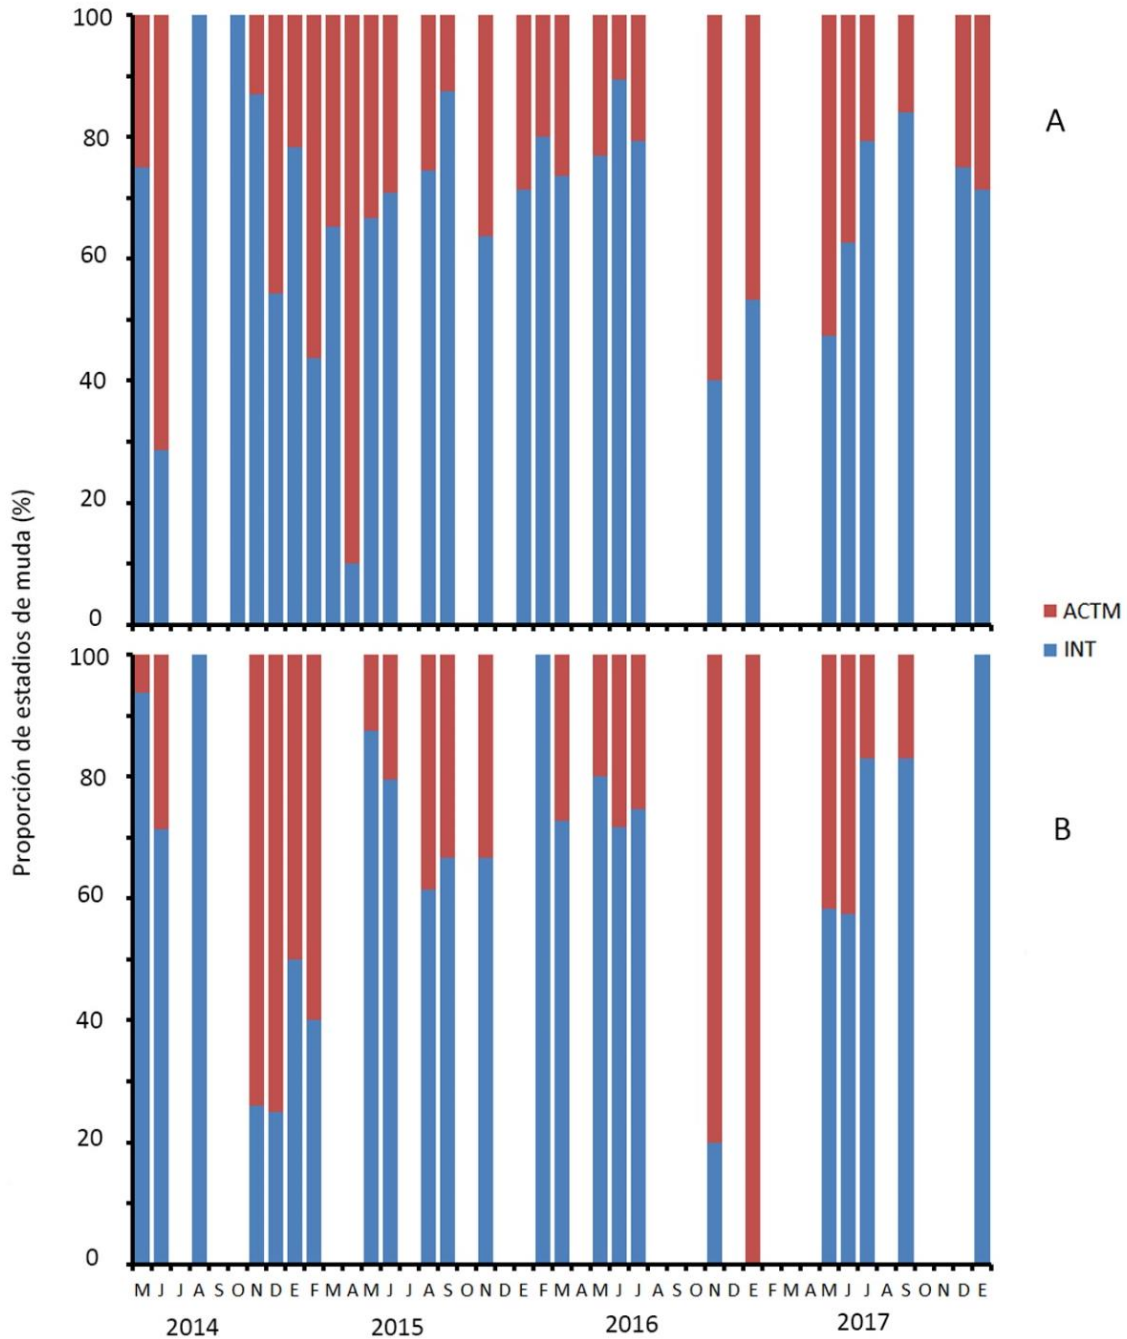 Proporción de estadios de muda (%)
100
80
60
40
20
0
A
ACTM
INT
100
80
60
40
20
0
B
M J J A S O N D E F M A M J J A S O N D E F M A M J J A S O N D E F M A M J J A S O N D E
2014 2015 2016 2017